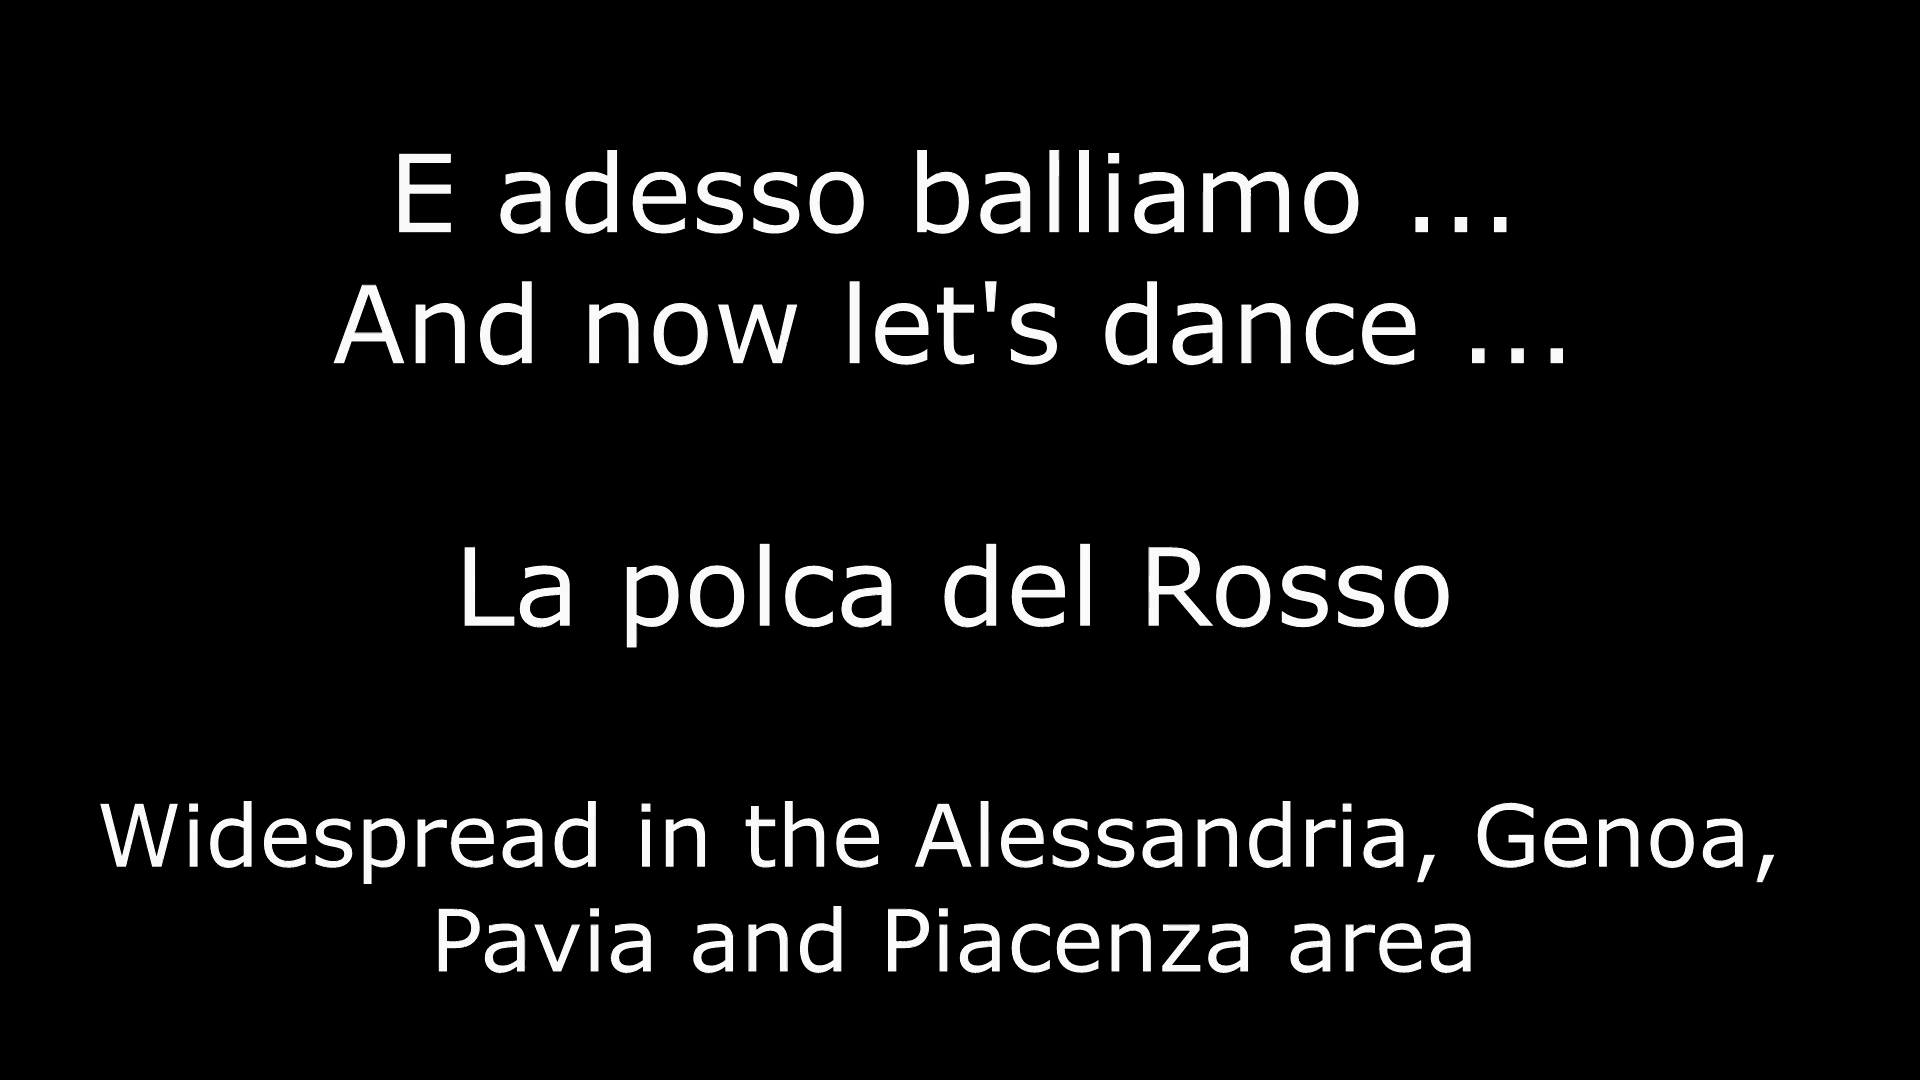 E adesso balliamo ...
And now let's dance ...
La polca del Rosso
Widespread in the Alessandria, Genoa,
Pavia and Piacenza area